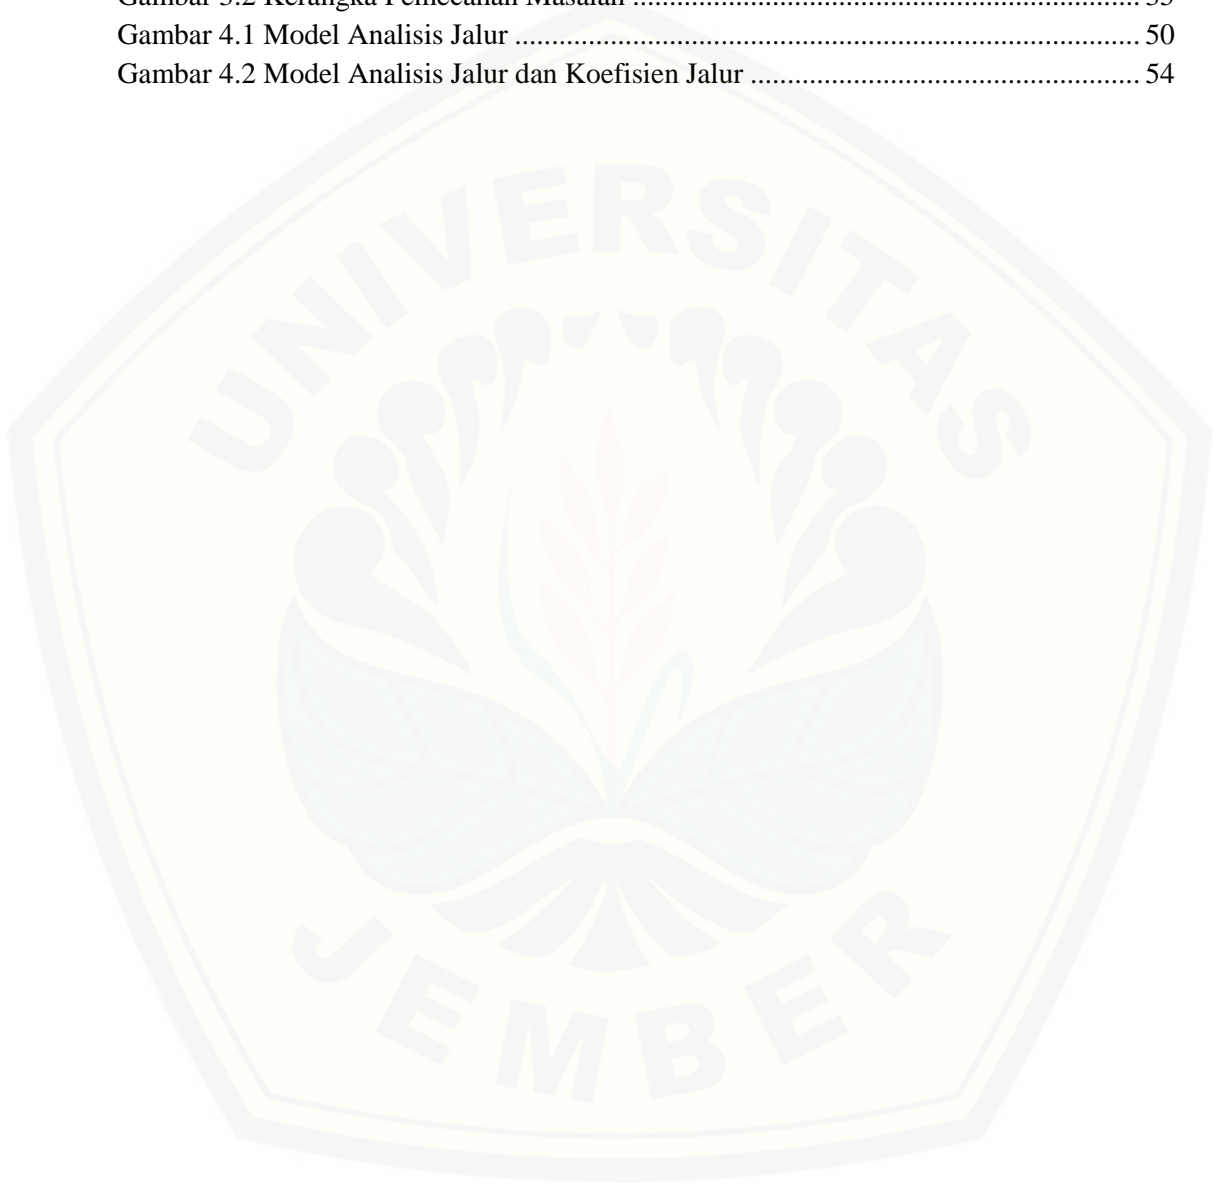 Gambar 3.2 Kerangka Pemecahan Masalah ..................................................................... 35
Gambar 4.1 Model Analisis Jalur ..................................................................................... 50
Gambar 4.2 Model Analisis Jalur dan Koefisien Jalur ..................................................... 54
UNIVERSITAS
JEMBER